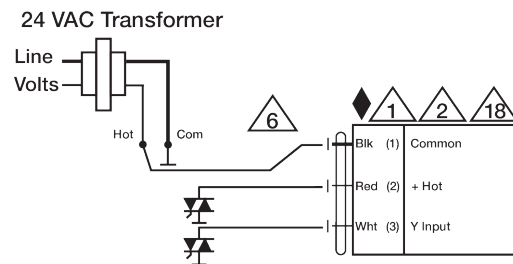 24 VAC Transformer
Line
Volts
Hot
Com
6
1
2
18
Blk (1) Common
Red (2) + Hot
Wht (3) Y Input